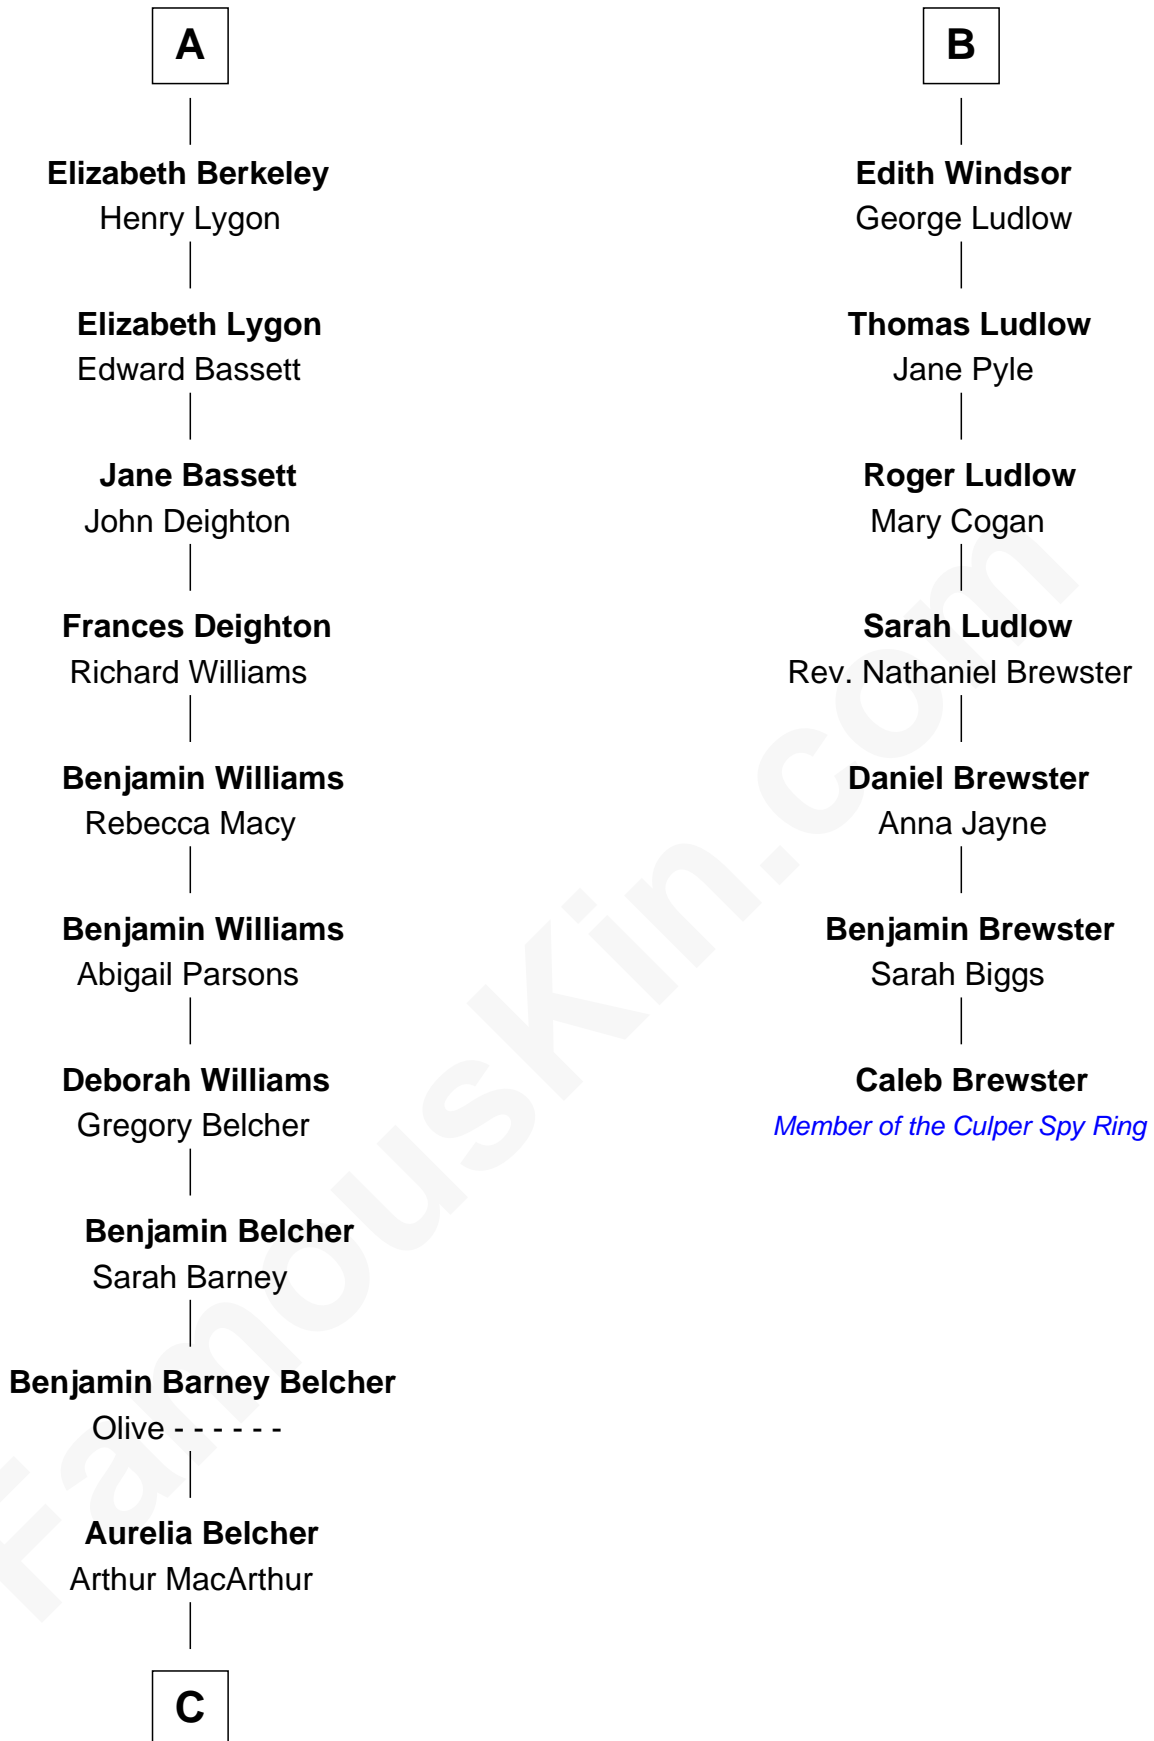 A
Elizabeth Berkeley
Henry Lygon
Elizabeth Lygon
Edward Bassett
Jane Bassett
John Deighton
Frances Deighton
Richard Williams
Benjamin Williams
Rebecca Macy
Benjamin Williams
Abigail Parsons
Deborah Williams
Gregory Belcher
Benjamin Belcher
Sarah Barney
Benjamin Barney Belcher
Olive - - - - - -
Aurelia Belcher
Arthur MacArthur
C
B
Edith Windsor
George Ludlow
Thomas Ludlow
Jane Pyle
Roger Ludlow
Mary Cogan
Sarah Ludlow
Rev. Nathaniel Brewster
Daniel Brewster
Anna Jayne
Benjamin Brewster
Sarah Biggs
Caleb Brewster
Member of the Culper Spy Ring
FamousKin.com